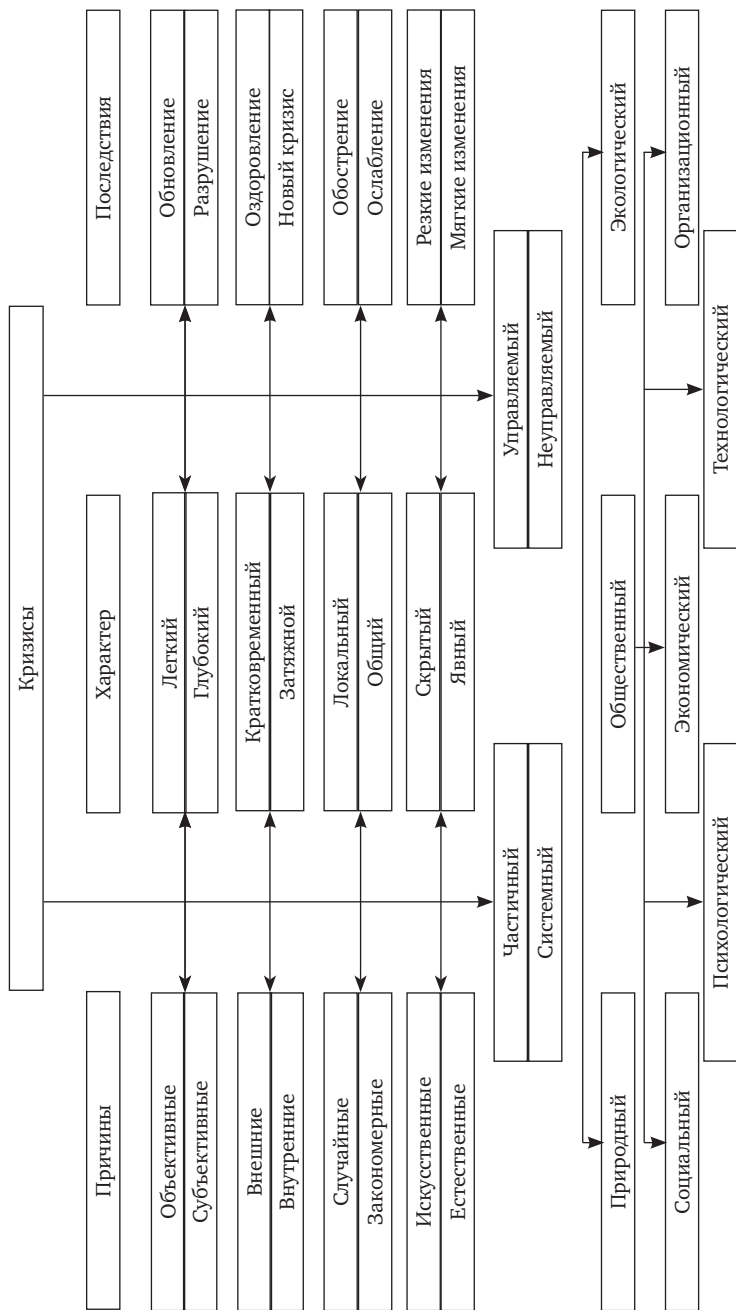 Кризисы
Причины
Характер
Последствия
Объективные
Субъективные
Легкий
Глубокий
Обновление
Разрушение
Внешние
Внутренние
Кратковременный
Затяжной
Оздоровление
Новый кризис
Случайные
Закономерные
Локальный
Общий
Обострение
Ослабление
Искусственные
Естественные
Скрытый
Явный
Резкие изменения
Мягкие изменения
Частичный
Системный
Управляемый
Неуправляемый
Природный
Общественный
Экологический
Социальный
Экономический
Организационный
Психологический
Технологический